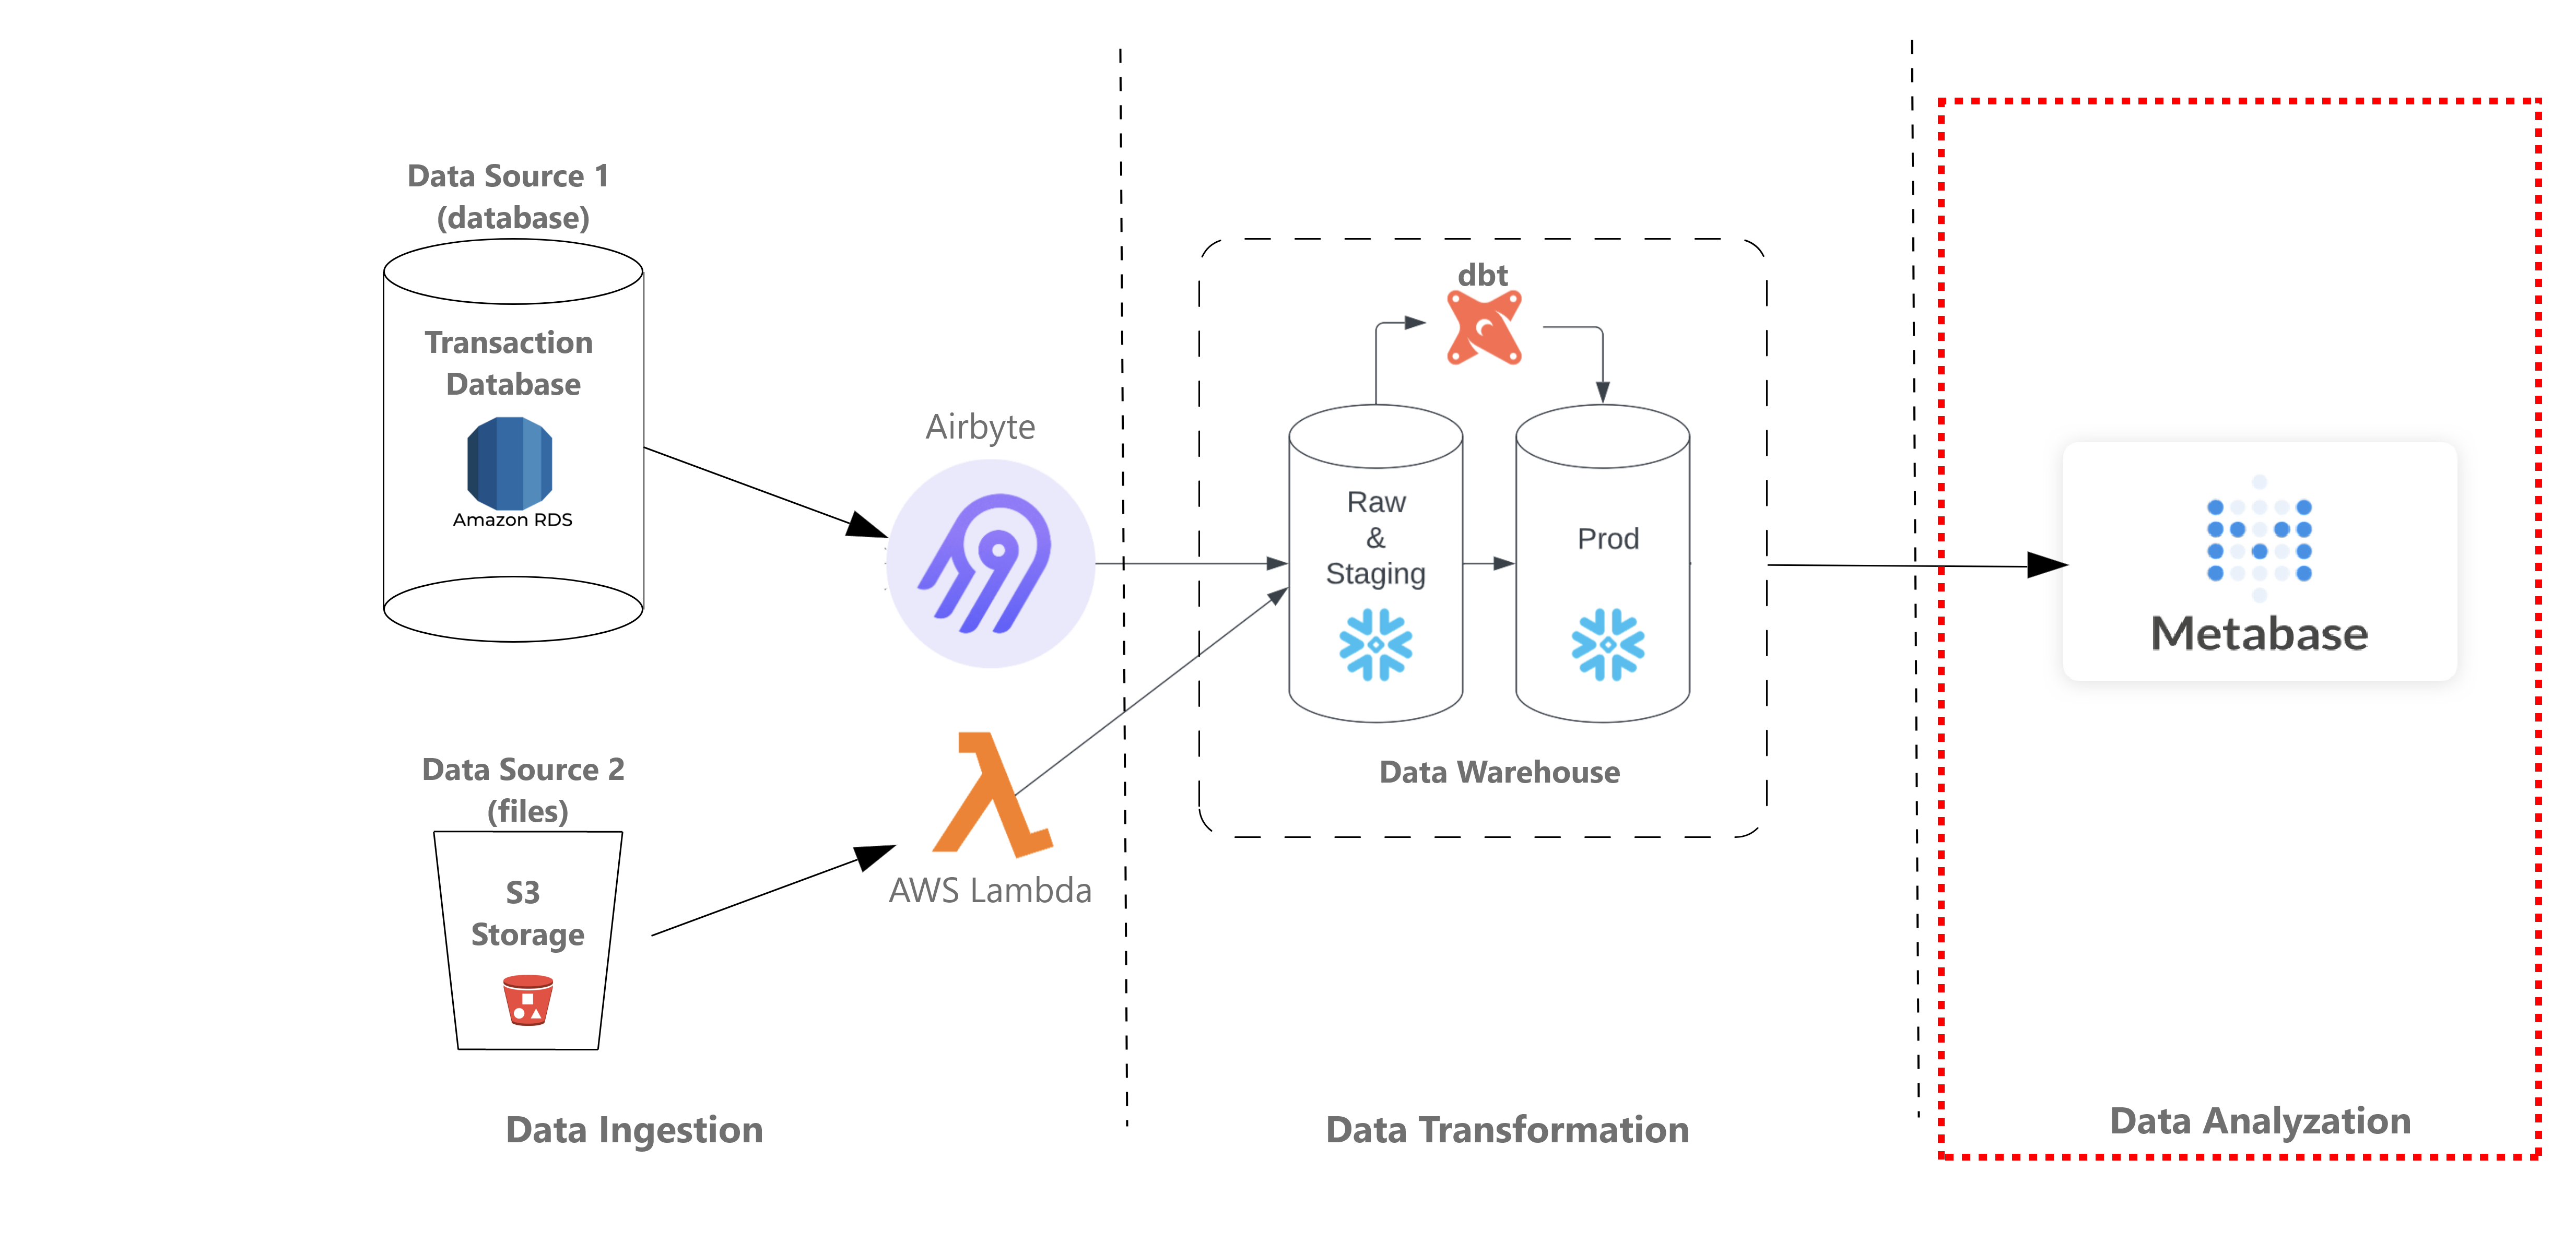 Data Source 1
(database)
Transaction
Database
Amazon RDS
Airbyte
Data Source 2
(files)
S3
Storage
AWS Lambda
Data Ingestion
dbt
Raw
&
Staging
Prod
Data Warehouse
Data Transformation
Metabase
Data Analyzation